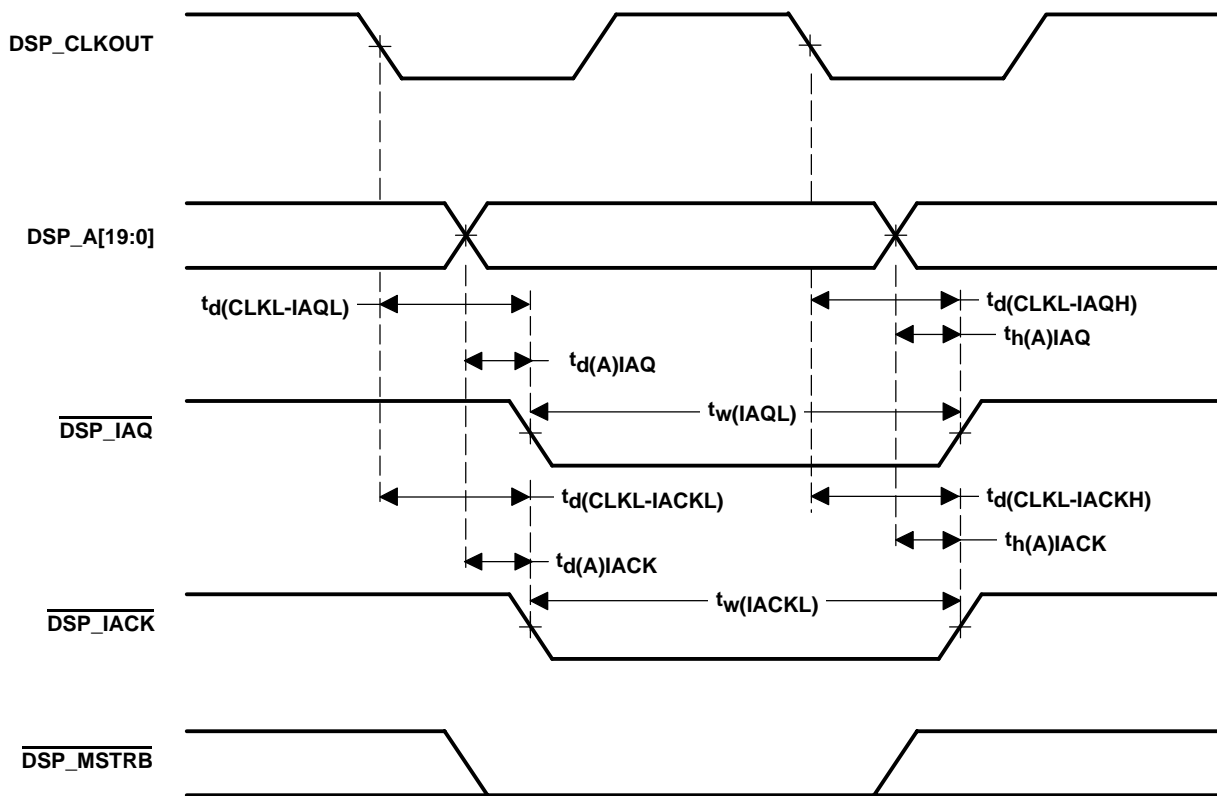 DSP_CLKOUT
DSP_A[19:0]
td(CLKL-IAQL)
td(CLKL-IAQH)
th(A)IAQ
td(A)IAQ
tw(IAQL)
DSP_IAQ
td(CLKL-IACKL)
td(CLKL-IACKH)
th(A)IACK
td(A)IACK
tw(IACKL)
DSP_IACK
DSP_MSTRB